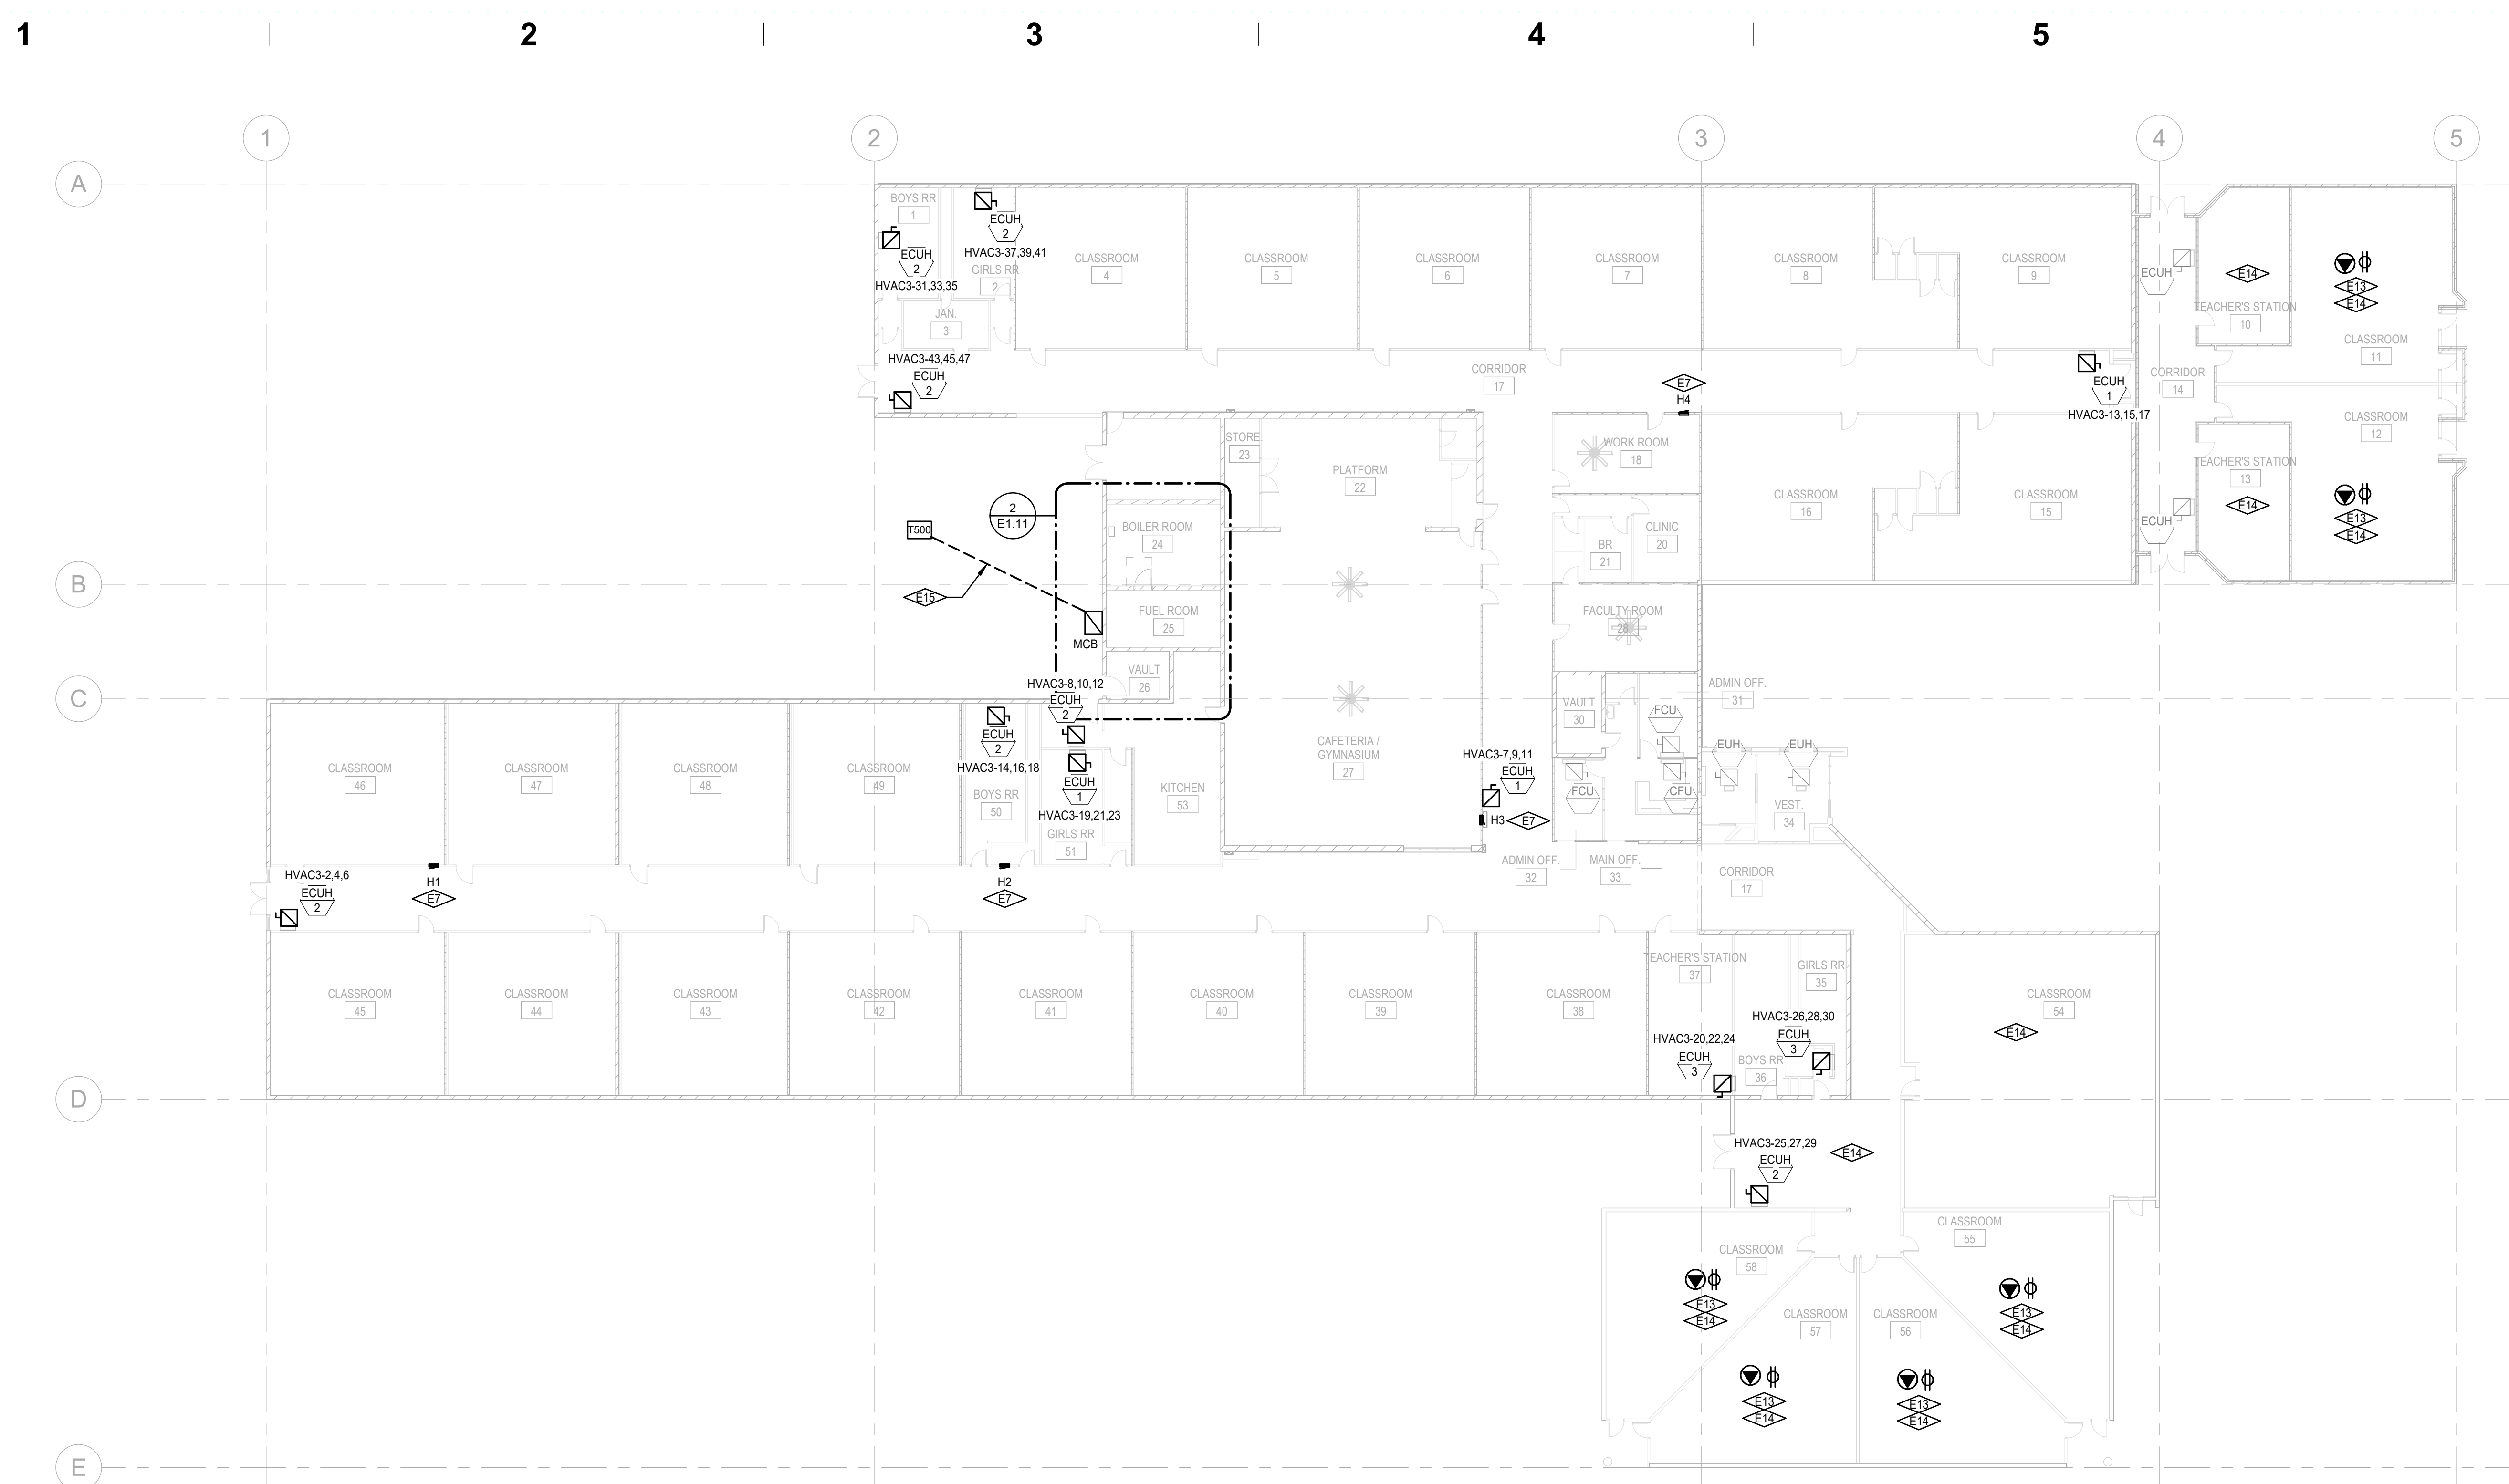 1 2 3 4 5
1 2 3 4 5
A
BOYS RR
1
ECUH
2
HVAC3-31,33,35
ECUH
2
HVAC3-37,39,41
GIRLS RR
2
JAN.
3
HVAC3-43,45,47
ECUH
2
CLASSROOM
4
CLASSROOM
5
CLASSROOM
6
CLASSROOM
7
CLASSROOM
8
CLASSROOM
9
CORRIDOR
17
E7
H4
ECUH
1
HVAC3-13,15,17
ECUH
CORRIDOR
14
ECUH
E14
TEACHER'S STATION
10
E13
E14
CLASSROOM
11
CLASSROOM
12
TEACHER'S STATION
13
E14
E13
E14
STORE.
23
PLATFORM
22
WORK ROOM
18
CLASSROOM
16
CLASSROOM
15
2
E1.11
T500
E15
BOILER ROOM
24
BR
21
CLINIC
20
B
FUEL ROOM
25
MCB
FACULTY ROOM
28
VAULT
26
C
HVAC3-8,10,12
ECUH
2
ADMIN OFF.
31
VAULT
30
FCU
FCU
CFU
EUH
EUH
VEST.
34
CLASSROOM
46
CLASSROOM
47
CLASSROOM
48
CLASSROOM
49
ECUH
2
HVAC3-14,16,18
BOYS RR
50
ECUH
1
HVAC3-19,21,23
GIRLS RR
51
KITCHEN
53
CAFETERIA /
GYMNASIUM
27
HVAC3-7,9,11
ECUH
1
H3
E7
ADMIN OFF.
32
MAIN OFF.
33
CORRIDOR
17
HVAC3-2,4,6
ECUH
2
H1
E7
H2
E7
CLASSROOM
45
CLASSROOM
44
CLASSROOM
43
CLASSROOM
42
CLASSROOM
41
CLASSROOM
40
CLASSROOM
39
CLASSROOM
38
TEACHER'S STATION
37
GIRLS RR
35
HVAC3-26,28,30
ECUH
3
HVAC3-20,22,24
ECUH
3
BOYS RR
36
CLASSROOM
54
E14
D
HVAC3-25,27,29
ECUH
2
E14
CLASSROOM
58
CLASSROOM
55
E13
E14
E13
E14
CLASSROOM
57
CLASSROOM
56
E13
E14
E13
E14
E